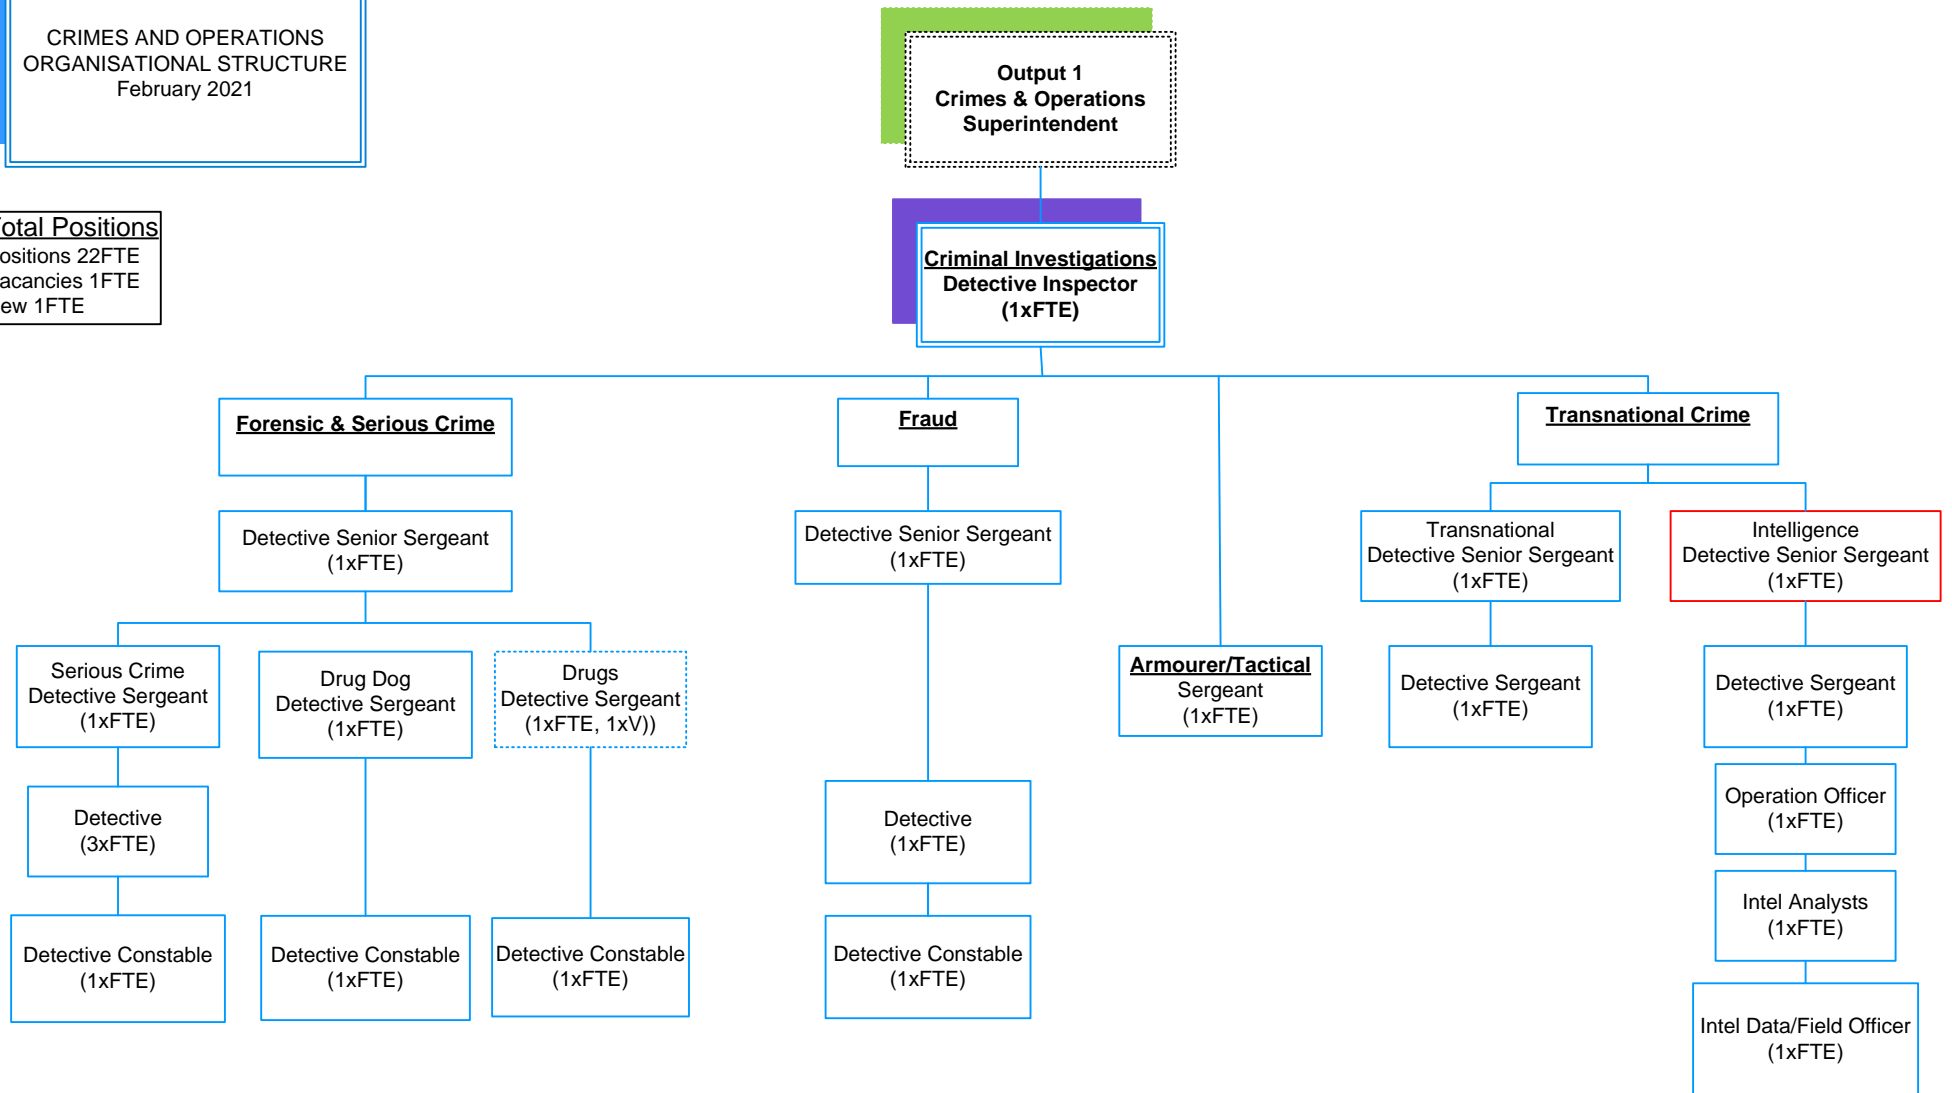 CRIMES AND OPERATIONS
ORGANISATIONAL STRUCTURE
February 2021
Output 1
Crimes & Operations
Superintendent
otal Positions
ositions 22FTE
acancies 1FTE
ew 1FTE
Criminal Investigations
Detective Inspector
(1xFTE)
Forensic & Serious Crime
Fraud
Transnational Crime
Detective Senior Sergeant
(1xFTE)
Detective Senior Sergeant
(1xFTE)
Transnational
Detective Senior Sergeant
(1xFTE)
Intelligence
Detective Senior Sergeant
(1xFTE)
Serious Crime
Detective Sergeant
(1xFTE)
Drug Dog
Detective Sergeant
(1xFTE)
Drugs
Detective Sergeant
(1xFTE, 1xV))
Armourer/Tactical
Sergeant
(1xFTE)
Detective Sergeant
(1xFTE)
Detective Sergeant
(1xFTE)
Detective
(3xFTE)
Detective
(1xFTE)
Operation Officer
(1xFTE)
Intel Analysts
(1xFTE)
Detective Constable
(1xFTE)
Detective Constable
(1xFTE)
Detective Constable
(1xFTE)
Detective Constable
(1xFTE)
Intel Data/Field Officer
(1xFTE)